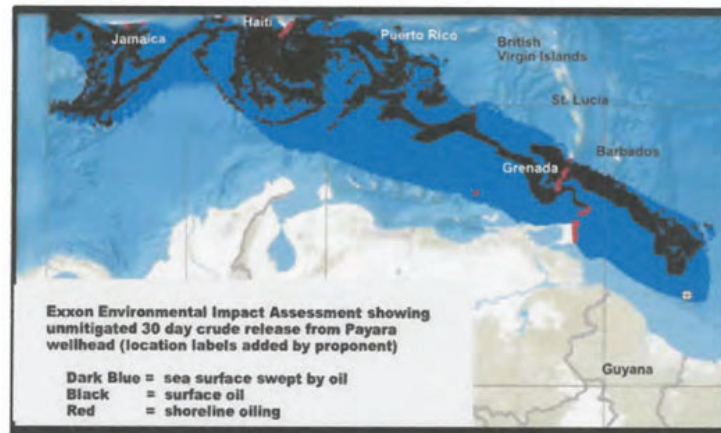 Haiti
Jamaica
Puerto Rico
British
Virgin Islands
St. Lucia
Barbados
Grenada
Exxon Environmental Impact Assessment showing
unmitigated 30 day crude release from Payara
wellhead (location labels added by proponent)
Dark Blue = sea surface swept by oil
Black = surface oil
Red = shoreline oiling
Guyana